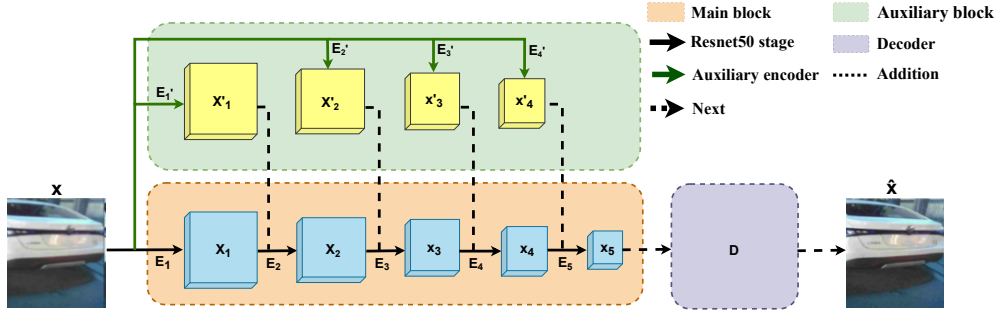 Main block
Auxiliary block
Resnet50 stage
Decoder
Auxiliary encoder
Addition
Next
E₂'
E₃'
E₄'
E₁'
X'₁
X'₂
x'₃
x'₄
x
x̂
E₁
X₁
E₂
X₂
E₃
x₃
E₄
x₄
E₅
x₅
D